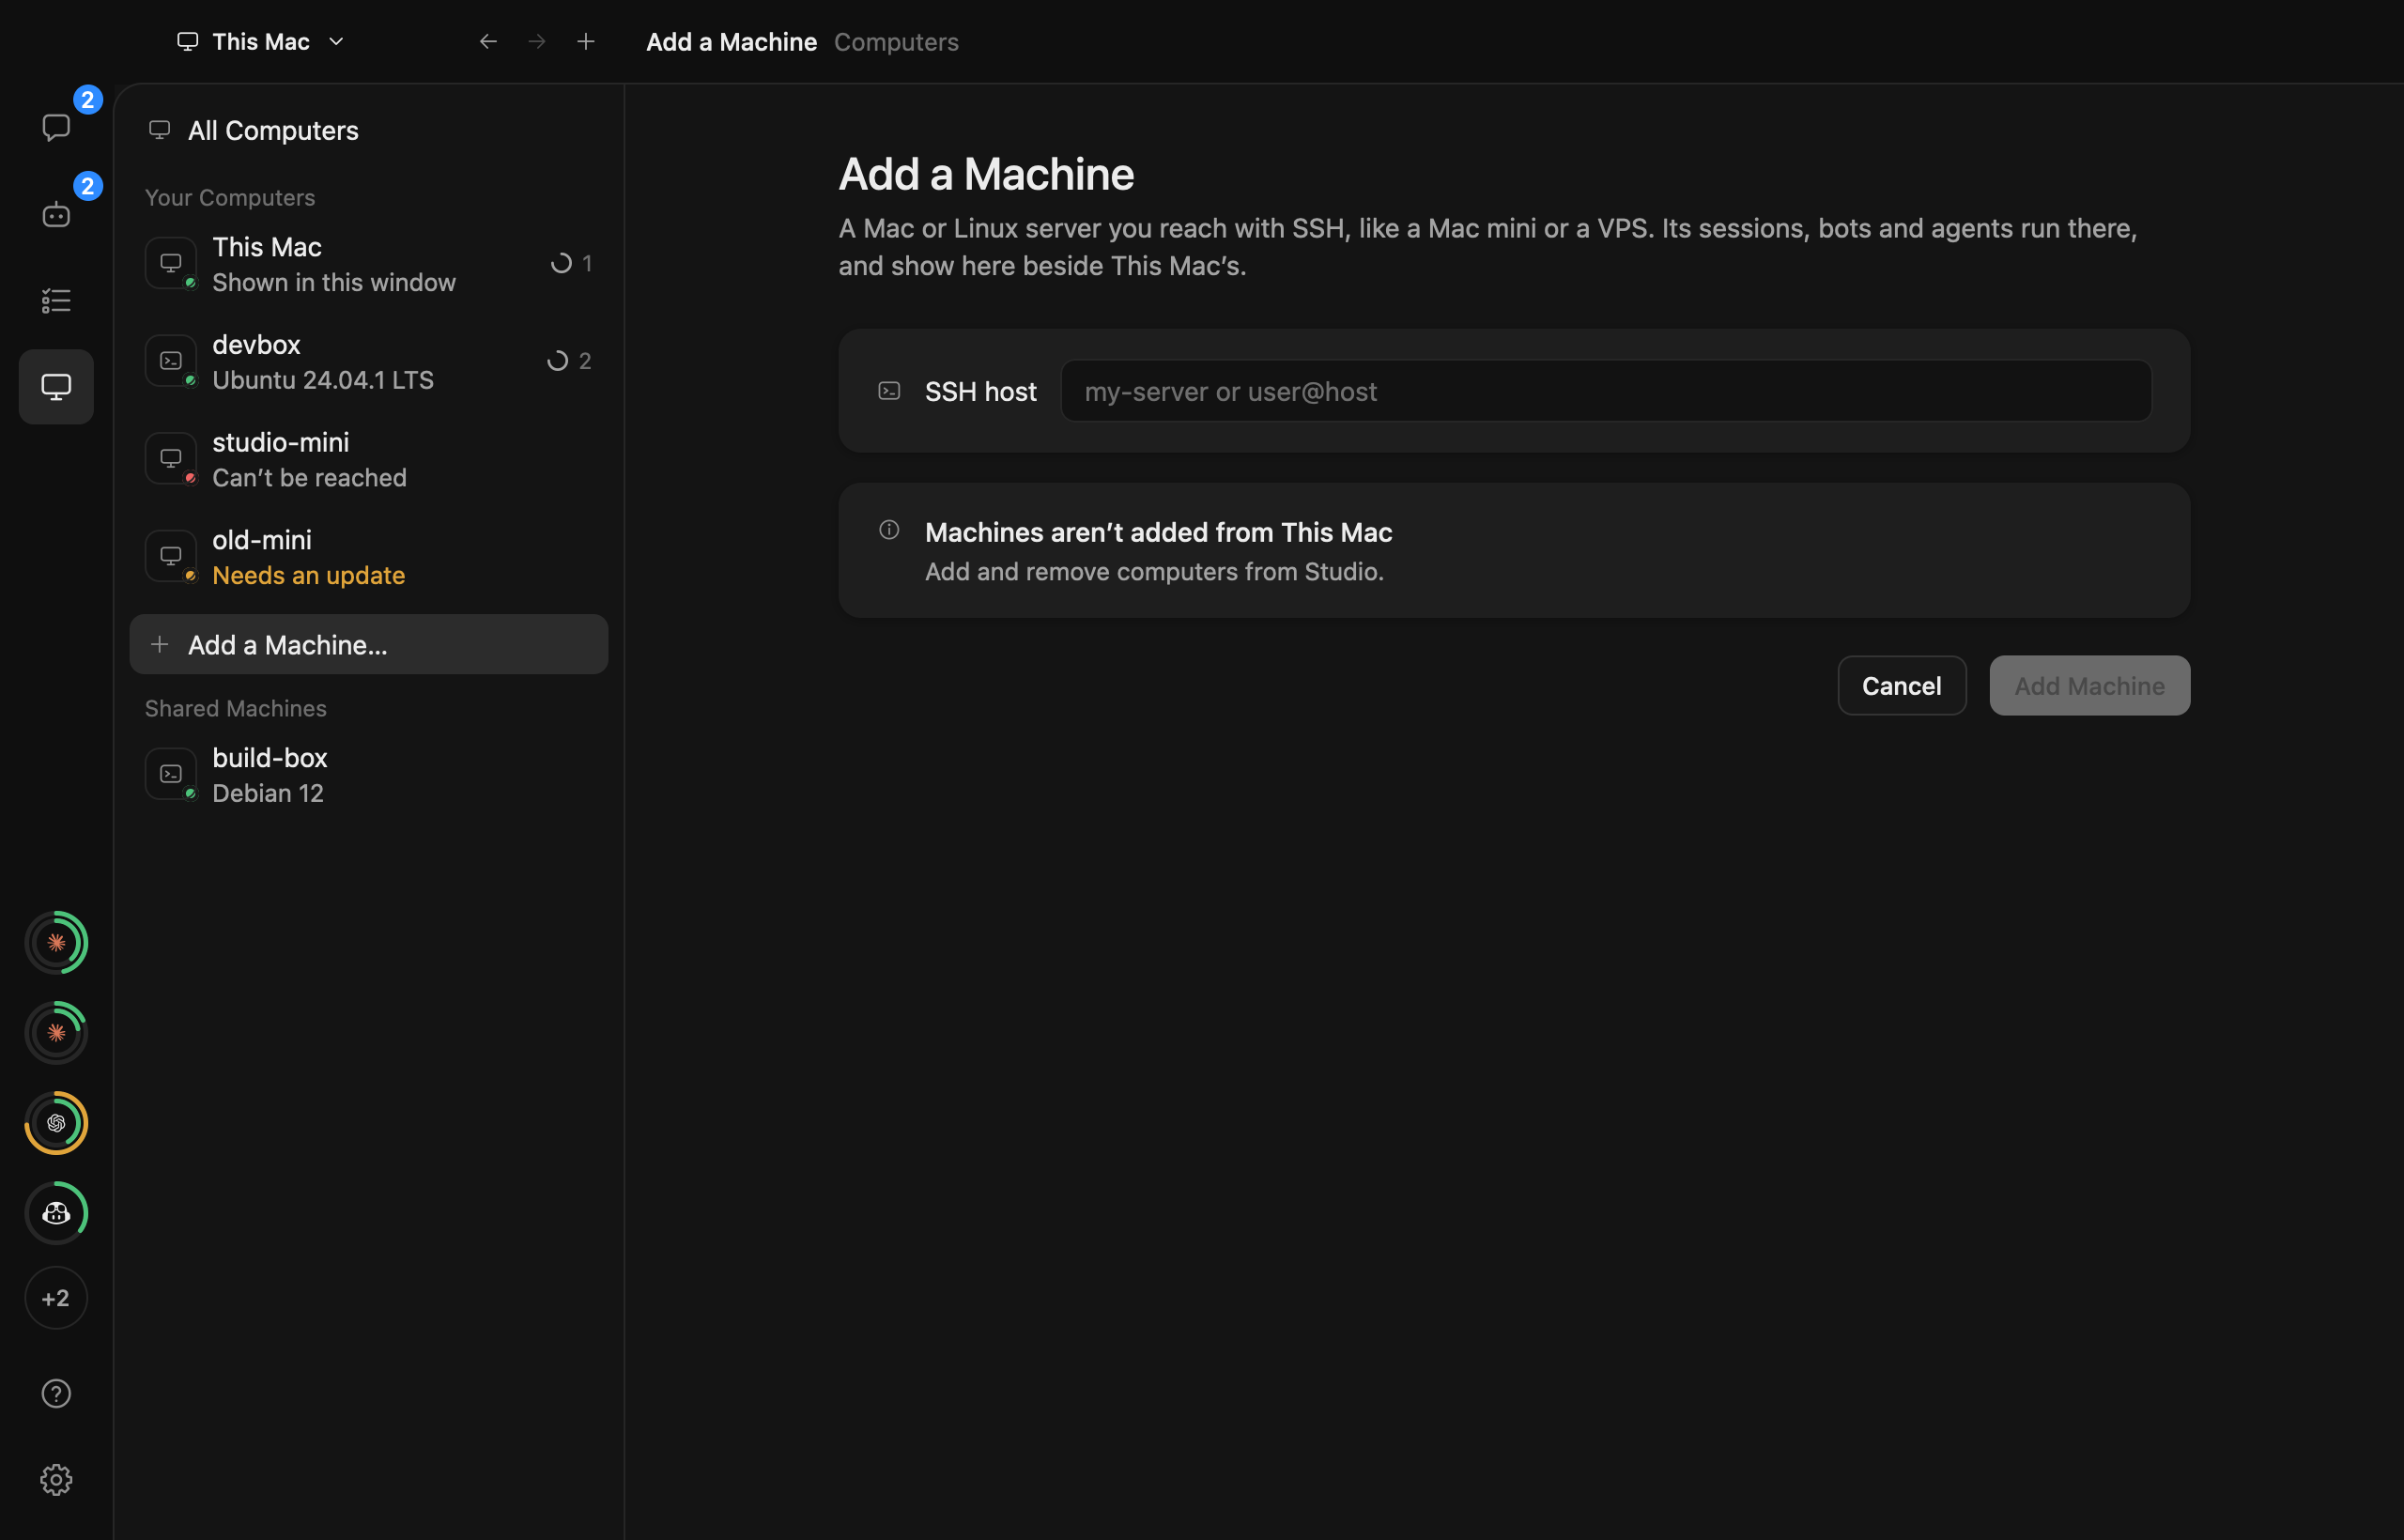 This Mac
Add a Machine Computers
2
2
All Computers
Your Computers
This Mac
Shown in this window
1
devbox
Ubuntu 24.04.1 LTS
2
studio-mini
Can’t be reached
old-mini
Needs an update
Add a Machine...
Shared Machines
build-box
Debian 12
+2
Add a Machine
A Mac or Linux server you reach with SSH, like a Mac mini or a VPS. Its sessions, bots and agents run there,
and show here beside This Mac’s.
SSH host my-server or user@host
Machines aren’t added from This Mac
Add and remove computers from Studio.
Cancel
Add Machine